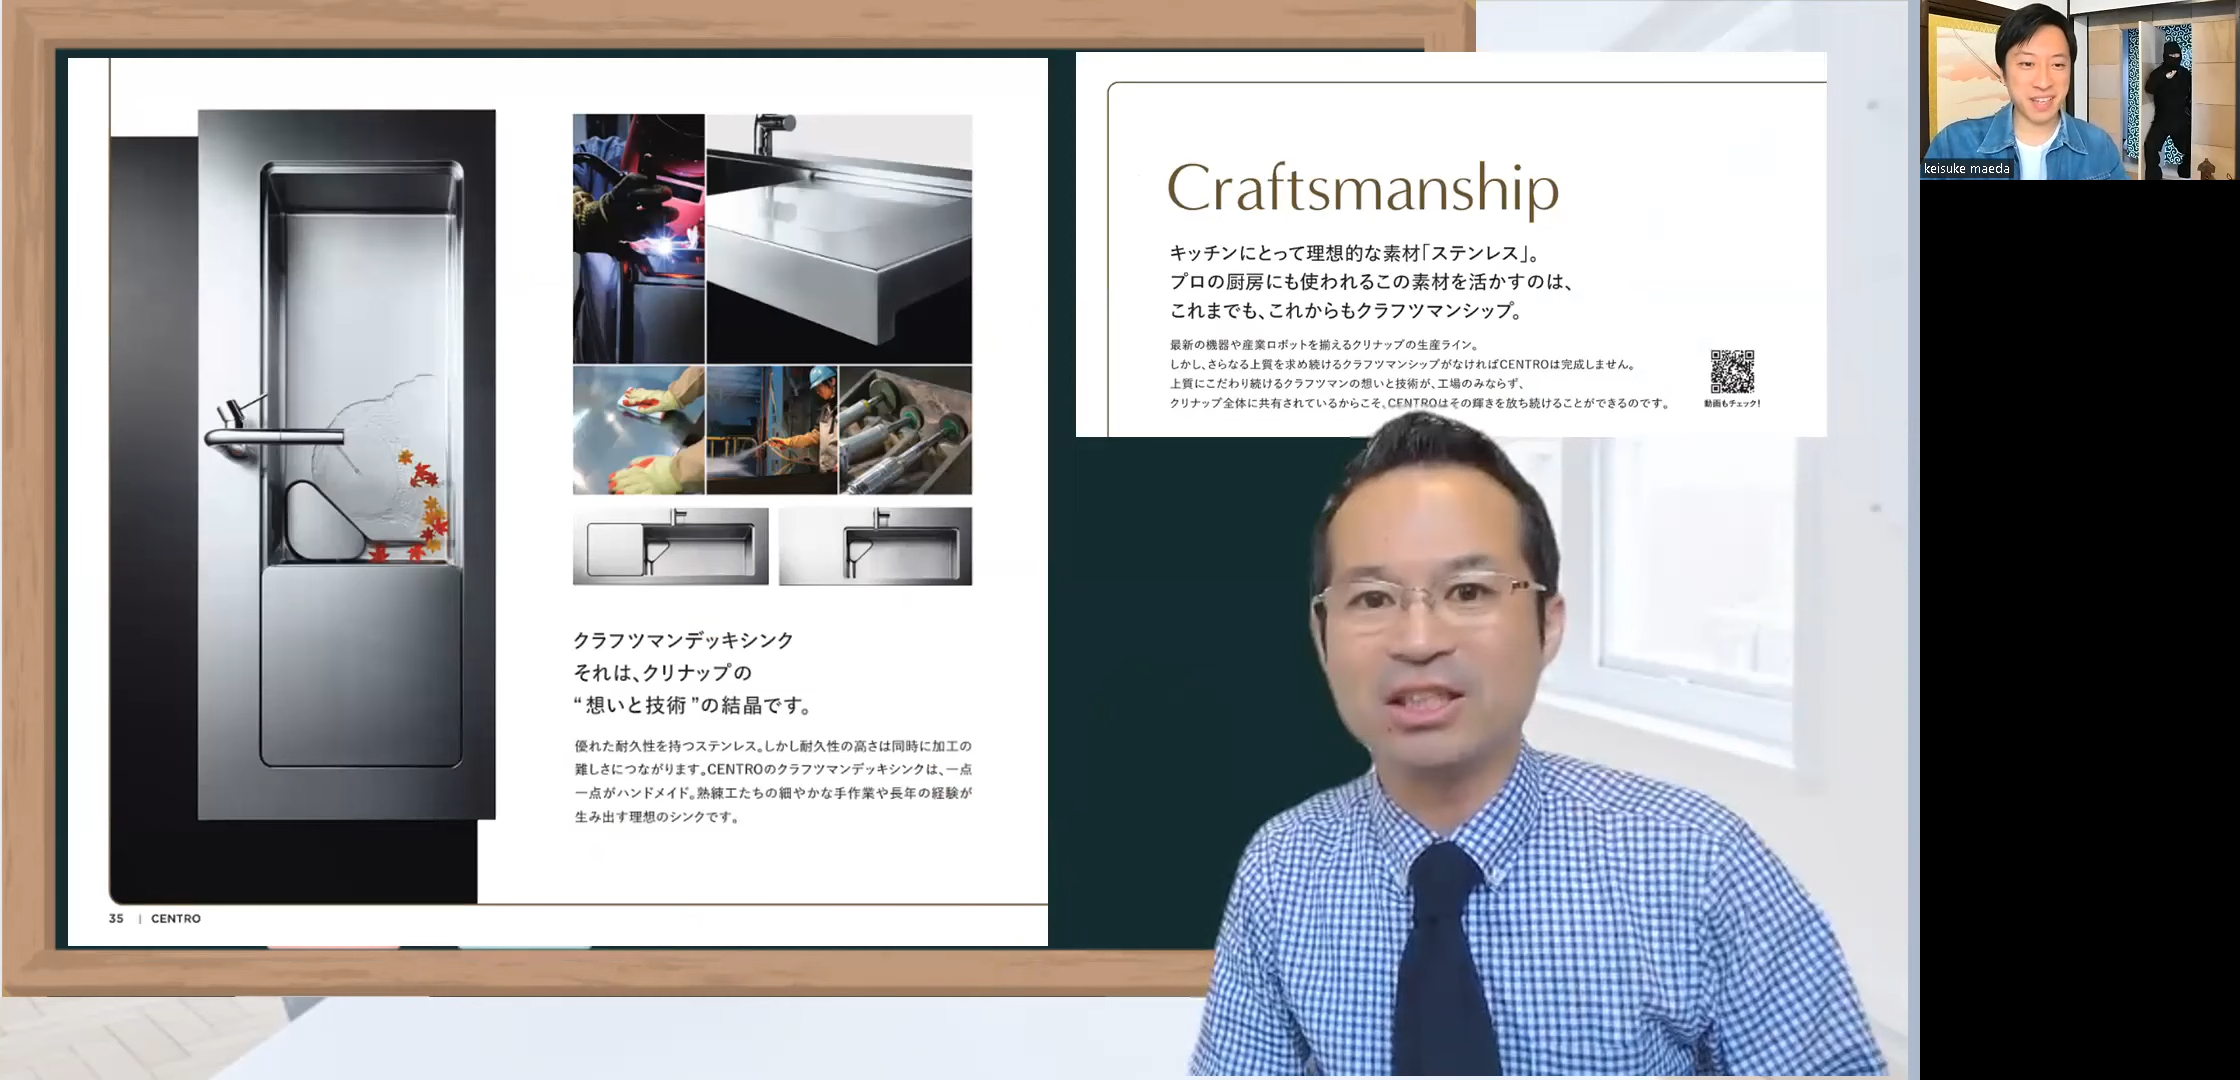 クラフツマンデッキシンク
それは、クリナップの
“想いと技術”の結晶です。
優れた耐久性を持つステンレス。しかし耐久性の高さは同時に加工の
難しさにつながります。CENTROのクラフツマンデッキシンクは、一点
一点がハンドメイド。熟練工たちの細やかな手作業や長年の経験が
生み出す理想のシンクです。
35 | CENTRO
Craftsmanship
キッチンにとって理想的な素材「ステンレス」。
プロの厨房にも使われるこの素材を活かすのは、
これまでも、これからもクラフツマンシップ。
最新の機器や産業ロボットを揃えるクリナップの生産ライン。
しかし、さらなる上質を求め続けるクラフツマンシップがなければCENTROは完成しません。
上質にこだわり続けるクラフツマンの想いと技術が、工場のみならず、
クリナップ全体に共有されているからこそ、CENTROはその輝きを放ち続けることができるのです。
動画もチェック!
keisuke maeda